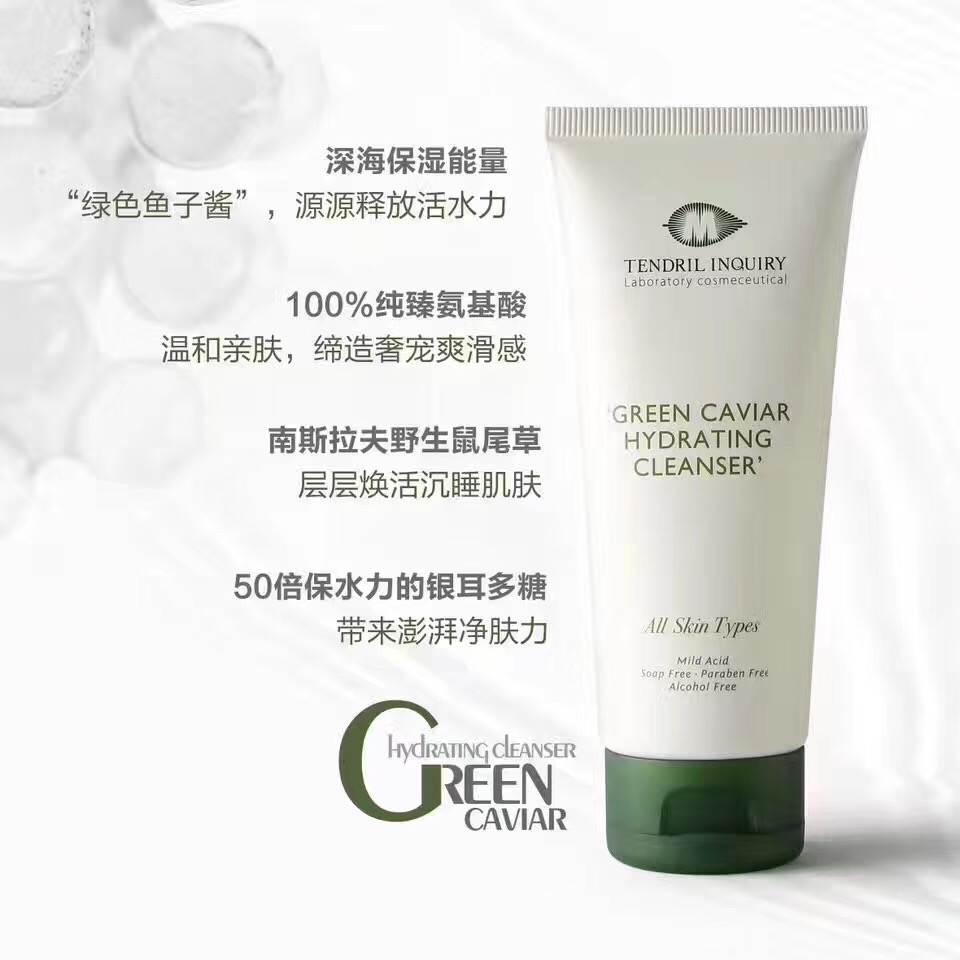 深海保湿能量
“绿色鱼子酱”，源源释放活水力
100%纯臻氨基酸
温和亲肤，缔造奢宠爽滑感
南斯拉夫野生鼠尾草
层层焕活沉睡肌肤
50倍保水力的银耳多糖
带来澎湃净肤力
hydrating cleanser
GREEN
CAVIAR
M
TENDRIL INQUIRY
Laboratory cosmeceutical
‘GREEN CAVIAR
HYDRATING
CLEANSER’
All Skin Types
Mild Acid
Soap Free · Paraben Free
Alcohol Free